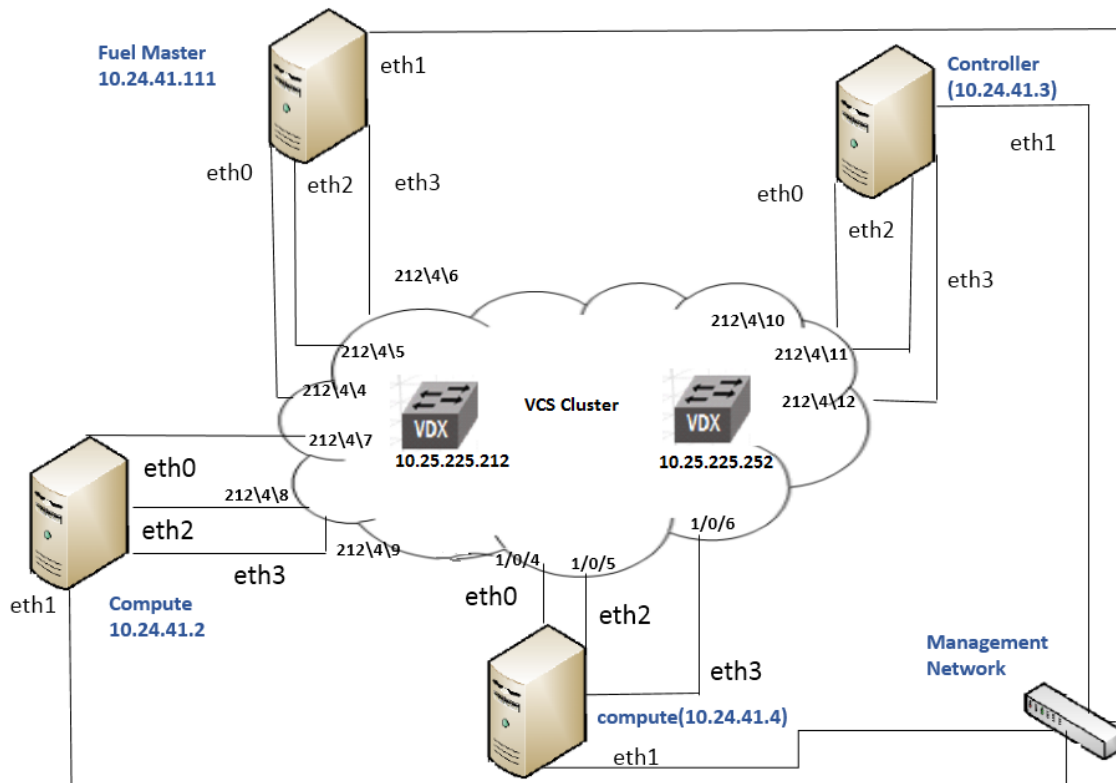 Fuel Master
10.24.41.111
eth1
Controller
(10.24.41.3)
eth1
eth0
eth2
eth3
eth0
eth2
eth3
212\4\6
212\4\10
212\4\5
212\4\11
212\4\4
212\4\12
VCS Cluster
VDX
VDX
212\4\7
10.25.225.212
10.25.225.252
eth0
212\4\8
eth2
212\4\9
eth3
1/0/6
1/0/4
1/0/5
eth0
eth2
eth1
Compute
10.24.41.2
eth3
Management
Network
compute(10.24.41.4)
eth1